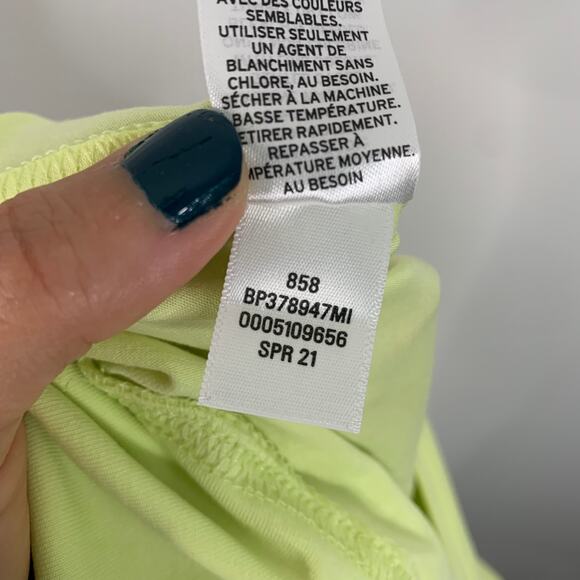 AVEC DES COULEURS
SEMBLABLES.
UTILISER SEULEMENT
UN AGENT DE
BLANCHIMENT SANS
CHLORE, AU BESOIN.
SÉCHER À LA MACHINE
BASSE TEMPÉRATURE.
ETIRER RAPIDEMENT.
REPASSER À
MPÉRATURE MOYENNE.
AU BESOIN
858
BP378947MI
0005109656
SPR 21